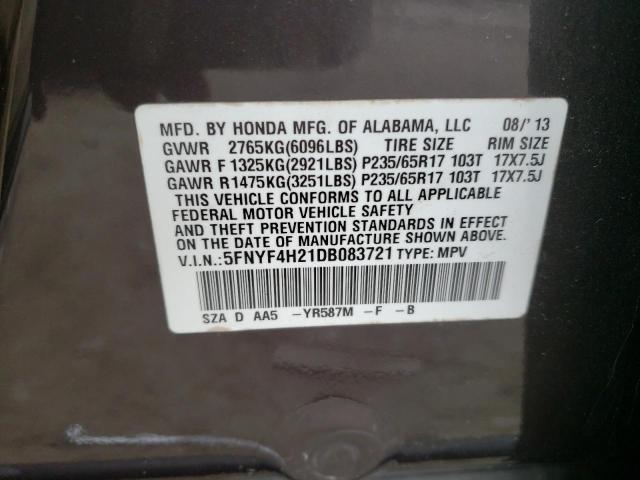 MFD. BY HONDA MFG. OF ALABAMA, LLC 08/'13
GVWR 2765KG(6096LBS) TIRE SIZE RIM SIZE
GAWR F1325KG(2921LBS) P235/65R17 103T 17X7.5J
GAWR R1475KG(3251LBS) P235/65R17 103T 17X7.5J
THIS VEHICLE CONFORMS TO ALL APPLICABLE
FEDERAL MOTOR VEHICLE SAFETY
AND THEFT PREVENTION STANDARDS IN EFFECT
ON THE DATE OF MANUFACTURE SHOWN ABOVE.
V.I.N.:5FNYF4H21DB083721 TYPE: MPV
SZA D AA5 -YR587M -F -B